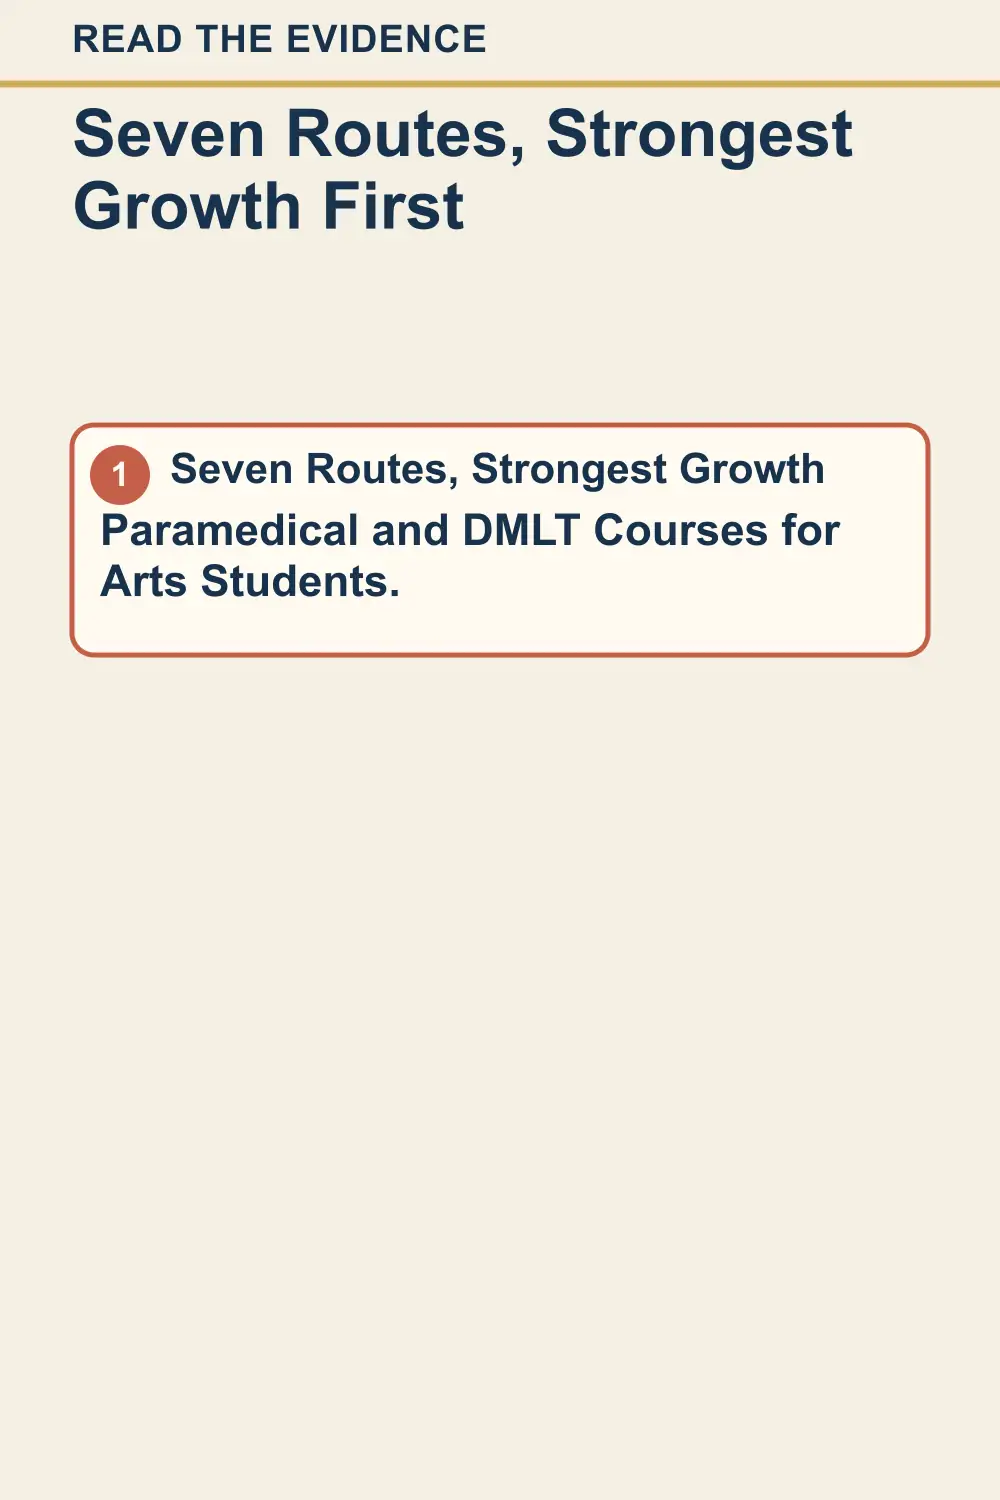 READ THE EVIDENCE
Seven Routes, Strongest
Growth First
1 Seven Routes, Strongest Growth
Paramedical and DMLT Courses for
Arts Students.